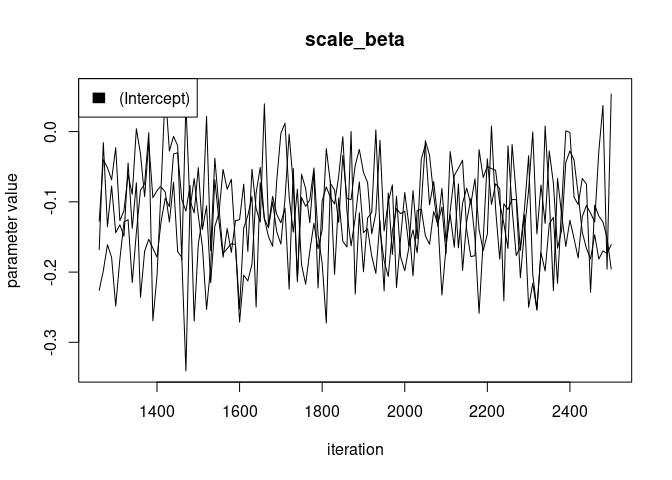 scale_beta
(Intercept)
0.0
-0.1
-0.2
-0.3
parameter value
1400 1600 1800 2000 2200 2400
iteration